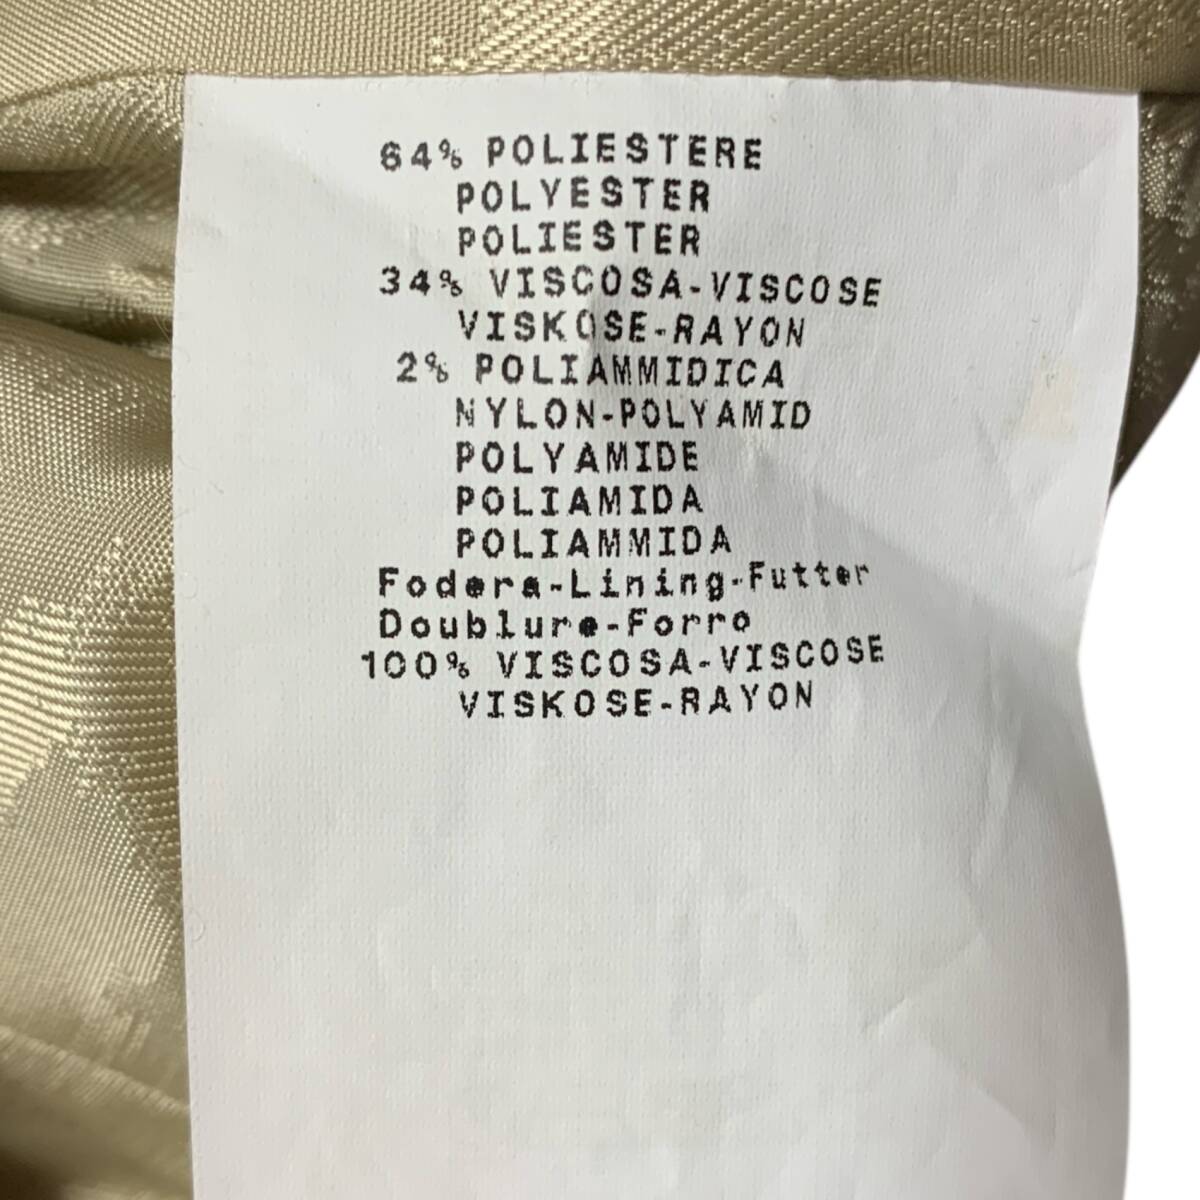 64% POLIESTERE
POLYESTER
POLIESTER
34% VISCOSA-VISCOSE
VISKOSE-RAYON
2% POLIAMMIDICA
NYLON-POLYAMID
POLYAMIDE
POLIAMIDA
POLIAMMIDA
Fodera-Lining-Futter
Doublure-Forro
100% VISCOSA-VISCOSE
VISKOSE-RAYON